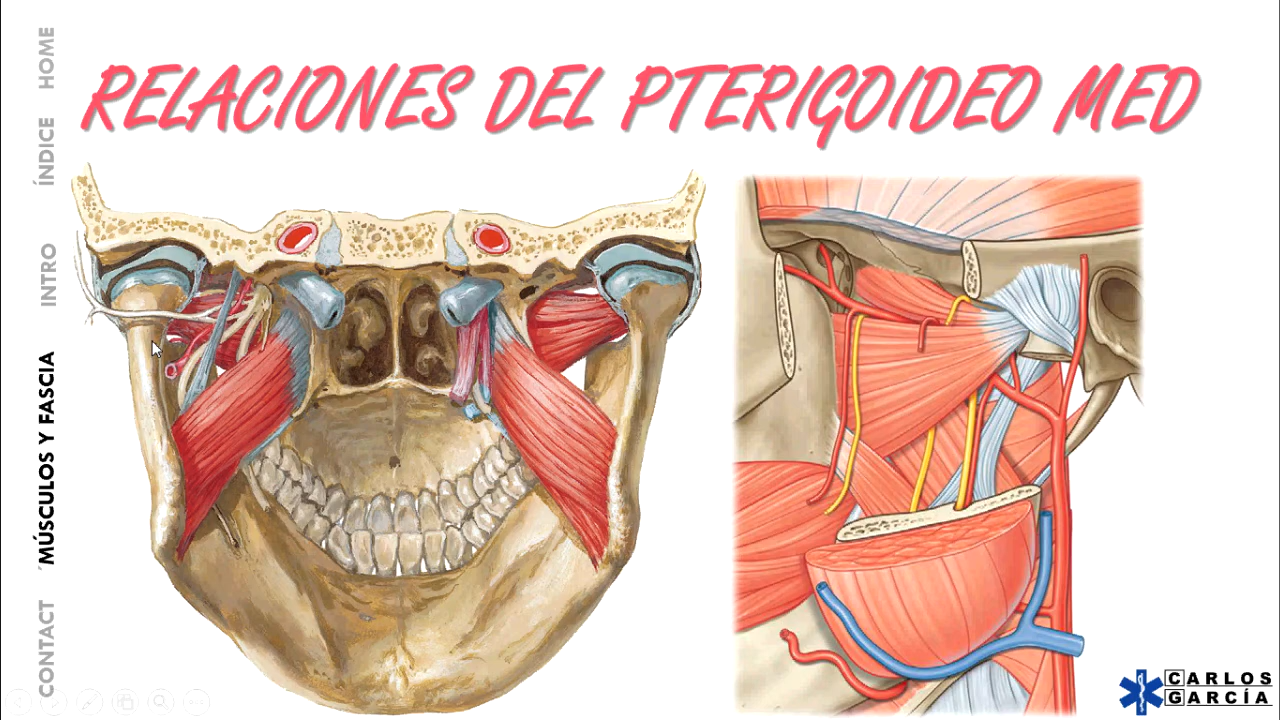 RELACIONES DEL PTERIGOIDEO MED
HOME
ÍNDICE
INTRO
MÚSCULOS Y FASCIA
CONTACT
CARLOS
GARCÍA